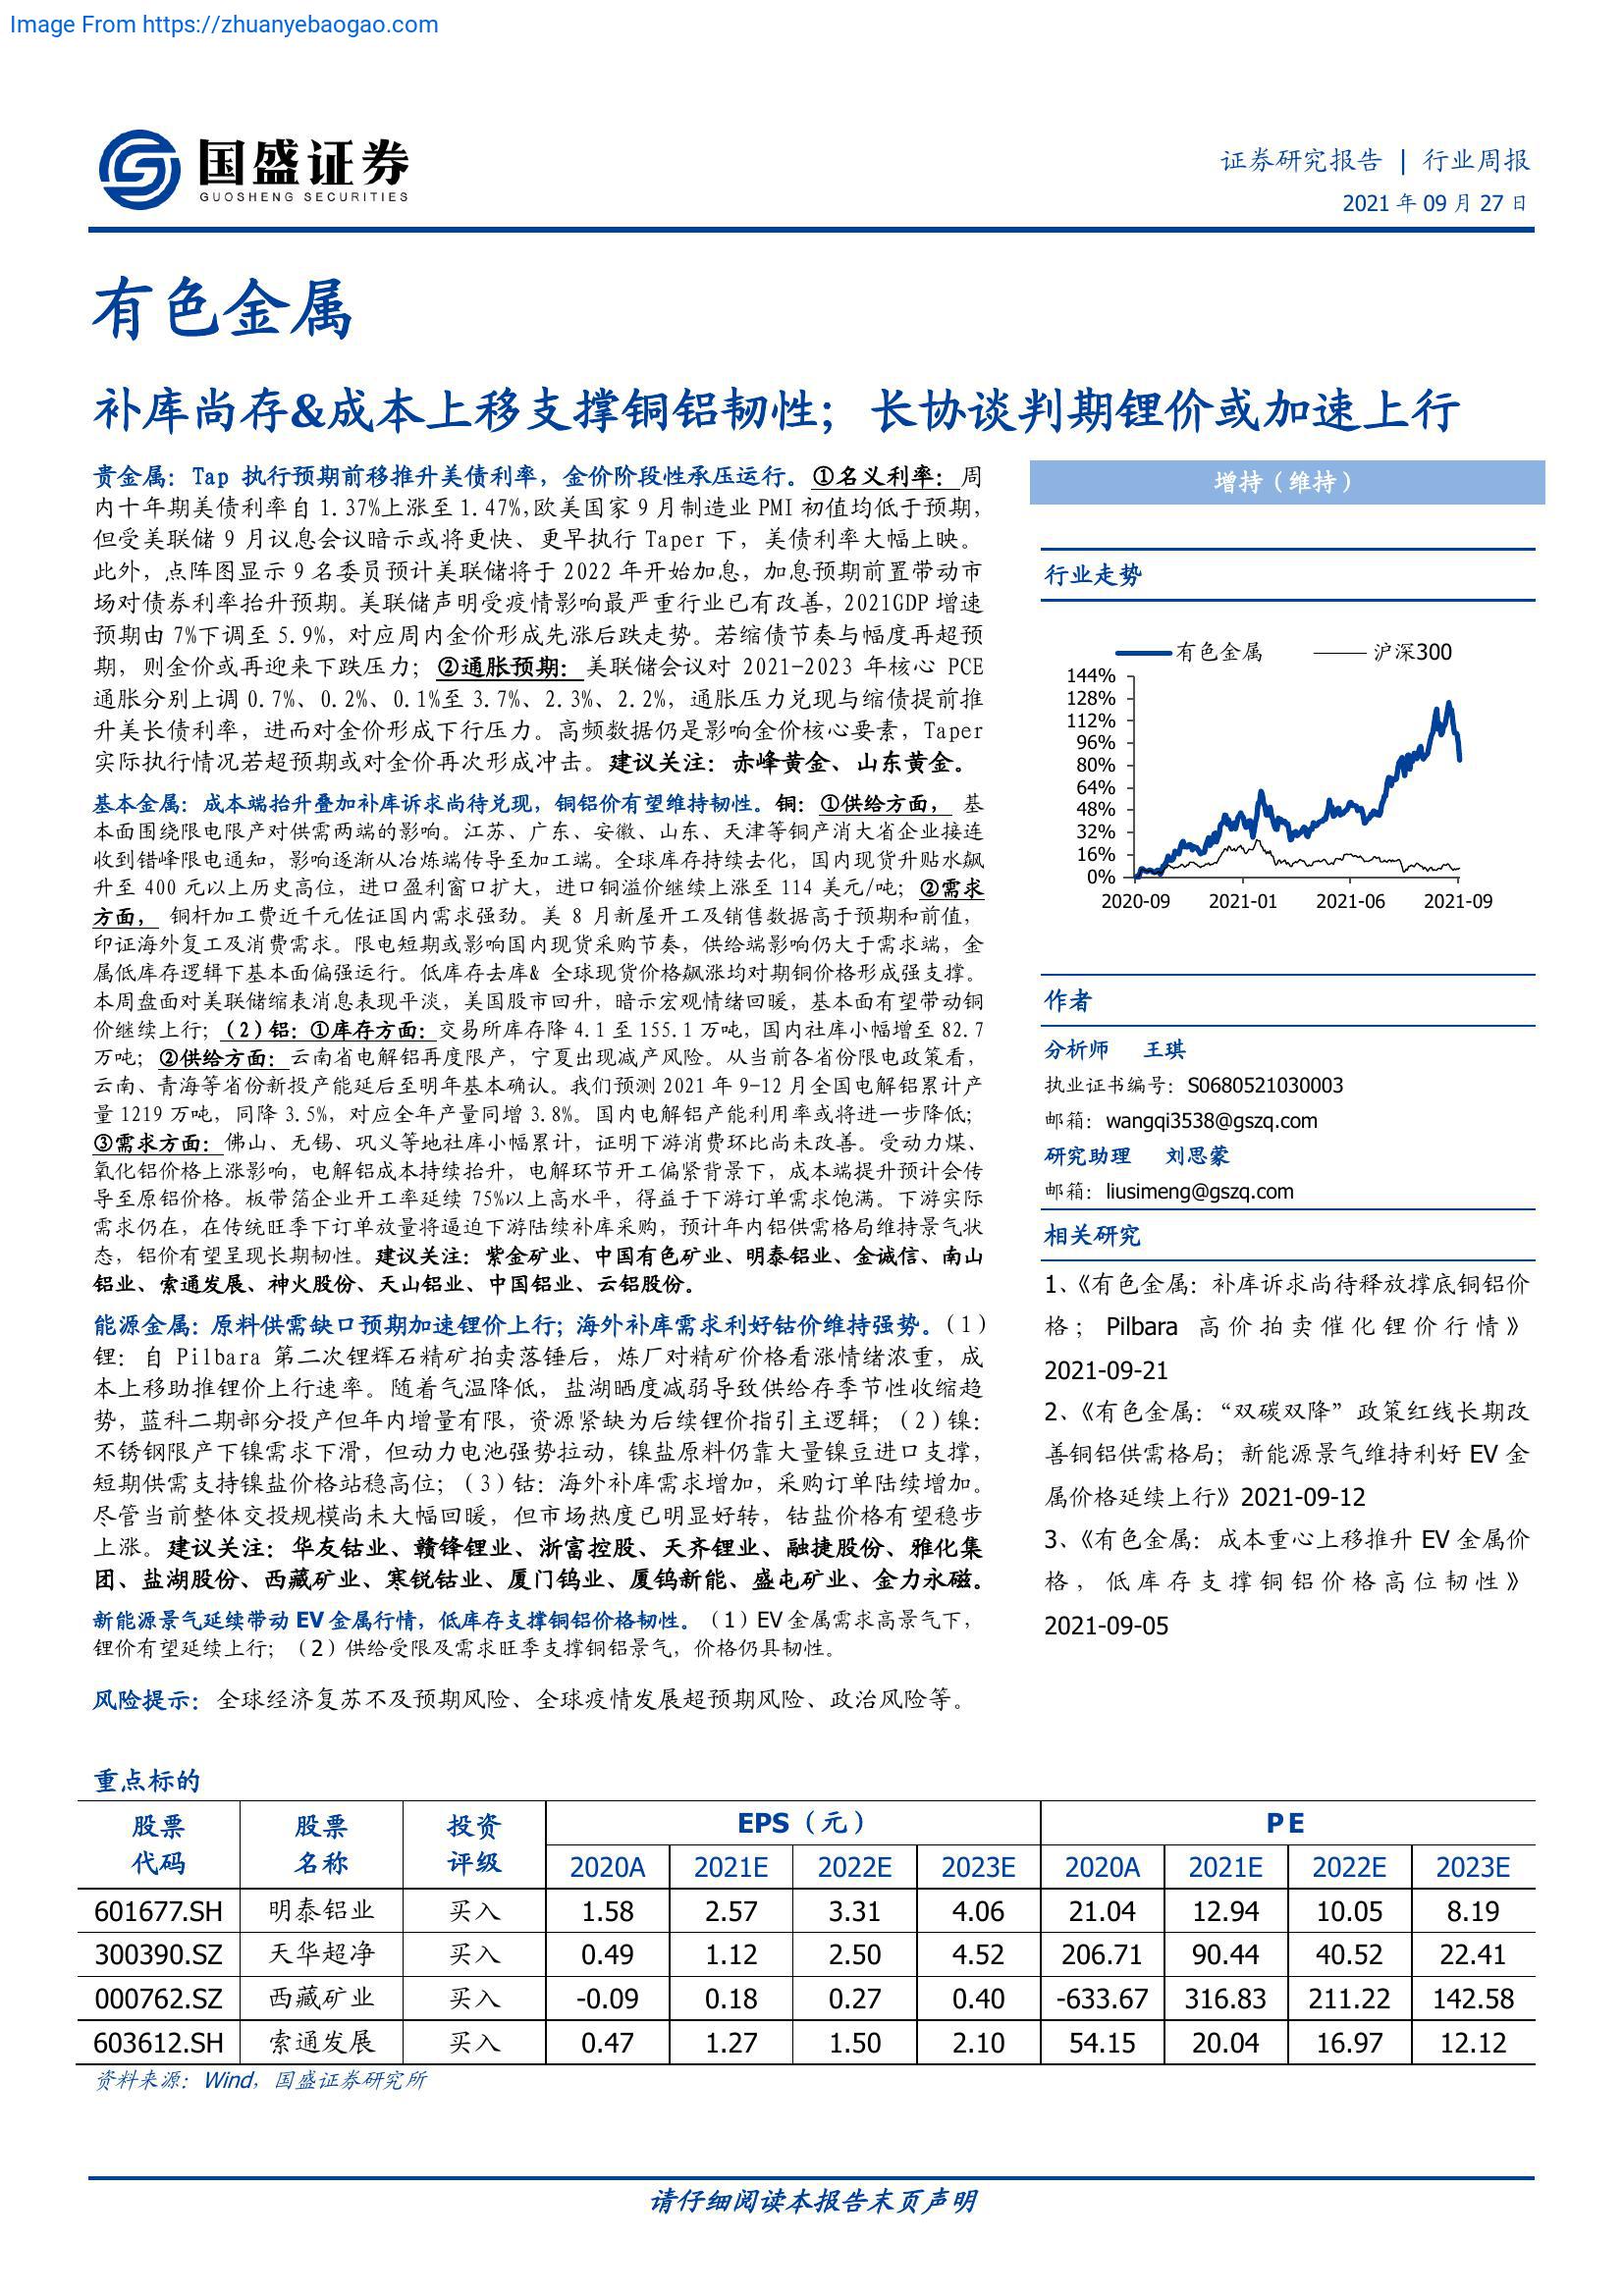 Image From https://zhuanyebaogao.com
国盛证券
GUOSHENG SECURITIES
证券研究报告 | 行业周报
2021 年 09 月 27 日
有色金属
补库尚存&成本上移支撑铜铝韧性；长协谈判期锂价或加速上行
贵金属：Tap 执行预期前移推升美债利率，金价阶段性承压运行。①名义利率：周
内十年期美债利率自 1.37%上涨至 1.47%,欧美国家 9 月制造业 PMI 初值均低于预期，
但受美联储 9 月议息会议暗示或将更快、更早执行 Taper 下，美债利率大幅上映。
此外，点阵图显示 9 名委员预计美联储将于 2022 年开始加息，加息预期前置带动市
场对债券利率抬升预期。美联储声明受疫情影响最严重行业已有改善，2021GDP 增速
预期由 7%下调至 5.9%，对应周内金价形成先涨后跌走势。若缩债节奏与幅度再超预
期，则金价或再迎来下跌压力；②通胀预期：美联储会议对 2021-2023 年核心 PCE
通胀分别上调 0.7%、0.2%、0.1%至 3.7%、2.3%、2.2%，通胀压力兑现与缩债提前推
升美长债利率，进而对金价形成下行压力。高频数据仍是影响金价核心要素，Taper
实际执行情况若超预期或对金价再次形成冲击。建议关注：赤峰黄金、山东黄金。
基本金属：成本端抬升叠加补库诉求尚待兑现，铜铝价有望维持韧性。铜：①供给方面， 基
本面围绕限电限产对供需两端的影响。江苏、广东、安徽、山东、天津等铜产消大省企业接连
收到错峰限电通知，影响逐渐从冶炼端传导至加工端。全球库存持续去化，国内现货升贴水飙
升至 400 元以上历史高位，进口盈利窗口扩大，进口铜溢价继续上涨至 114 美元/吨；②需求
方面， 铜杆加工费近千元佐证国内需求强劲。美 8 月新屋开工及销售数据高于预期和前值，
印证海外复工及消费需求。限电短期或影响国内现货采购节奏，供给端影响仍大于需求端，金
属低库存逻辑下基本面偏强运行。低库存去库& 全球现货价格飙涨均对期铜价格形成强支撑。
本周盘面对美联储缩表消息表现平淡，美国股市回升，暗示宏观情绪回暖，基本面有望带动铜
价继续上行；（2）铝：①库存方面：交易所库存降 4.1 至 155.1 万吨，国内社库小幅增至 82.7
万吨；②供给方面：云南省电解铝再度限产，宁夏出现减产风险。从当前各省份限电政策看，
云南、青海等省份新投产能延后至明年基本确认。我们预测 2021 年 9-12 月全国电解铝累计产
量 1219 万吨，同降 3.5%，对应全年产量同增 3.8%。国内电解铝产能利用率或将进一步降低；
③需求方面：佛山、无锡、巩义等地社库小幅累计，证明下游消费环比尚未改善。受动力煤、
氧化铝价格上涨影响，电解铝成本持续抬升，电解环节开工偏紧背景下，成本端提升预计会传
导至原铝价格。板带箔企业开工率延续 75%以上高水平，得益于下游订单需求饱满。下游实际
需求仍在，在传统旺季下订单放量将逼迫下游陆续补库采购，预计年内铝供需格局维持景气状
态，铝价有望呈现长期韧性。建议关注：紫金矿业、中国有色矿业、明泰铝业、金诚信、南山
铝业、索通发展、神火股份、天山铝业、中国铝业、云铝股份。
能源金属：原料供需缺口预期加速锂价上行；海外补库需求利好钴价维持强势。（1）
锂：自 Pilbara 第二次锂辉石精矿拍卖落锤后，炼厂对精矿价格看涨情绪浓重，成
本上移助推锂价上行速率。随着气温降低，盐湖晒度减弱导致供给存季节性收缩趋
势，蓝科二期部分投产但年内增量有限，资源紧缺为后续锂价指引主逻辑；（2）镍：
不锈钢限产下镍需求下滑，但动力电池强势拉动，镍盐原料仍靠大量镍豆进口支撑，
短期供需支持镍盐价格站稳高位；（3）钴：海外补库需求增加，采购订单陆续增加。
尽管当前整体交投规模尚未大幅回暖，但市场热度已明显好转，钴盐价格有望稳步
上涨。建议关注：华友钴业、赣锋锂业、浙富控股、天齐锂业、融捷股份、雅化集
团、盐湖股份、西藏矿业、寒锐钴业、厦门钨业、厦钨新能、盛屯矿业、金力永磁。
新能源景气延续带动 EV 金属行情，低库存支撑铜铝价格韧性。（1）EV 金属需求高景气下，
锂价有望延续上行；（2）供给受限及需求旺季支撑铜铝景气，价格仍具韧性。
风险提示：全球经济复苏不及预期风险、全球疫情发展超预期风险、政治风险等。
增持（维持）
行业走势
有色金属 沪深300
144%
128%
112%
96%
80%
64%
48%
32%
16%
0%
2020-09 2021-01 2021-06 2021-09
作者
分析师 王琪
执业证书编号：S0680521030003
邮箱：wangqi3538@gszq.com
研究助理 刘思蒙
邮箱：liusimeng@gszq.com
相关研究
1、《有色金属：补库诉求尚待释放撑底铜铝价
格；Pilbara 高价拍卖催化锂价行情》
2021-09-21
2、《有色金属：“双碳双降”政策红线长期改
善铜铝供需格局；新能源景气维持利好 EV 金
属价格延续上行》2021-09-12
3、《有色金属：成本重心上移推升 EV 金属价
格，低库存支撑铜铝价格高位韧性》
2021-09-05
重点标的
股票 股票 投资 EPS（元） PE
代码 名称 评级 2020A 2021E 2022E 2023E 2020A 2021E 2022E 2023E
601677.SH 明泰铝业 买入 1.58 2.57 3.31 4.06 21.04 12.94 10.05 8.19
300390.SZ 天华超净 买入 0.49 1.12 2.50 4.52 206.71 90.44 40.52 22.41
000762.SZ 西藏矿业 买入 -0.09 0.18 0.27 0.40 -633.67 316.83 211.22 142.58
603612.SH 索通发展 买入 0.47 1.27 1.50 2.10 54.15 20.04 16.97 12.12
资料来源：Wind，国盛证券研究所
请仔细阅读本报告末页声明